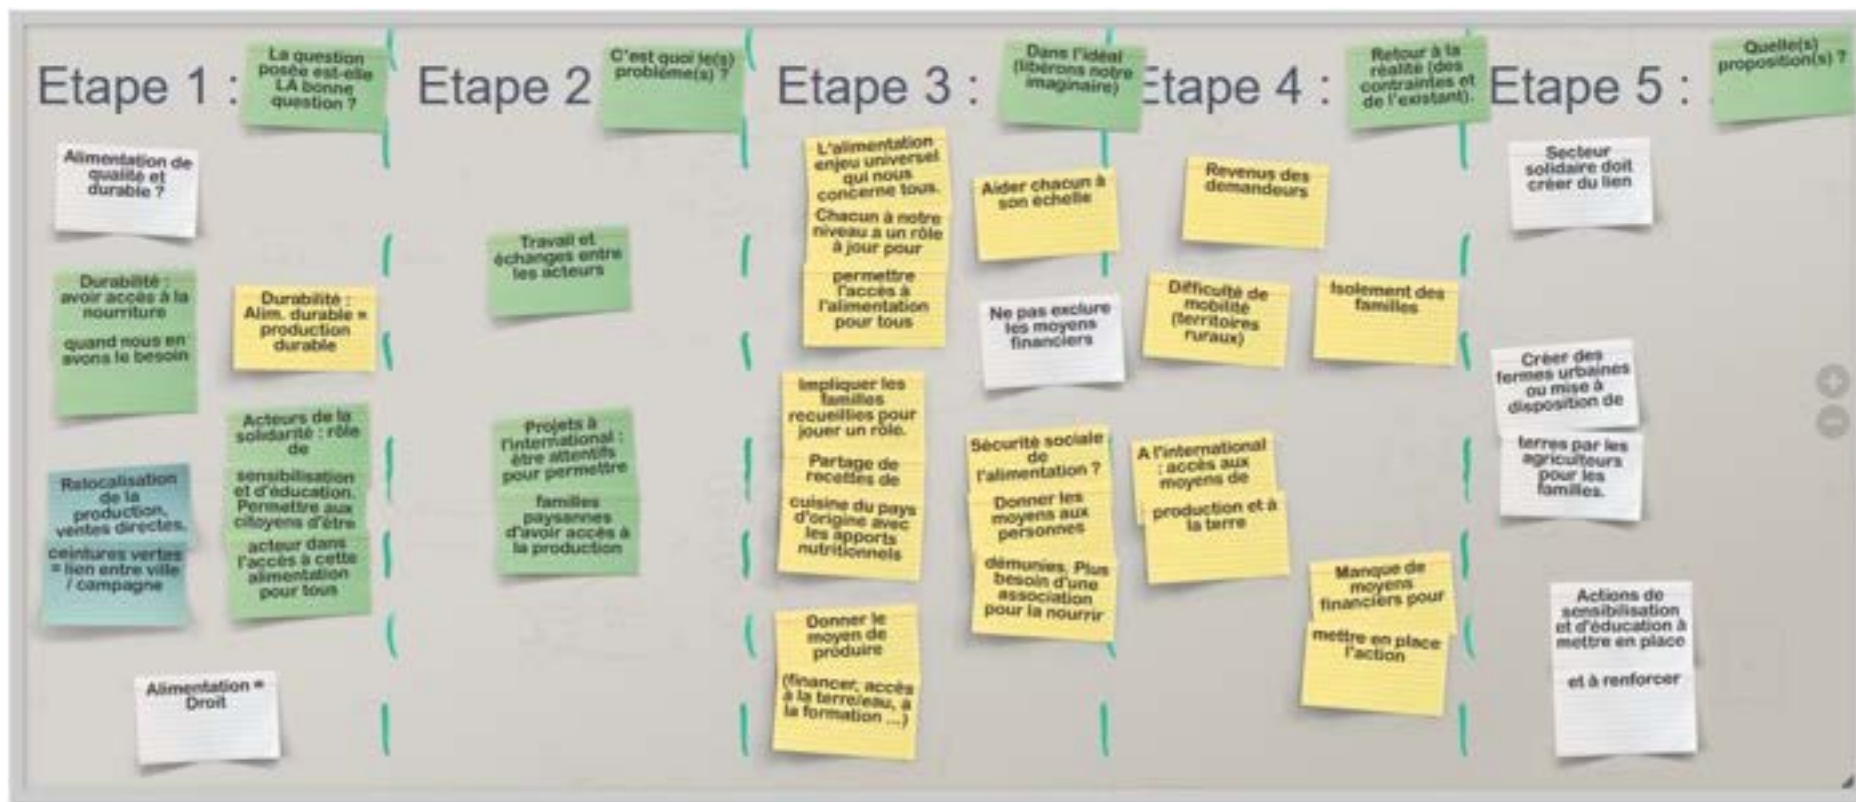 Etape 1 :
La question
posée est-elle
LA bonne
question ?
Alimentation de
qualité et
durable ?
Durabilité :
avoir accès à la
nourriture
quand nous en
avons le besoin
Durabilité :
Alim. durable =
production
durable
Acteurs de la
solidarité : rôle
de
sensibilisation
et d'éducation.
Permettre aux
citoyens d'être
acteur dans
l'accès à cette
alimentation
pour tous
Relocalisation
de la
production,
ventes directes,
ceintures vertes
= lien entre ville
/ campagne
Alimentation =
Droit
Etape 2
C'est quoi le(s)
problème(s) ?
Travail et
échanges entre
les acteurs
Projets à
l'international :
être attentifs
pour permettre
familles
paysannes
d'avoir accès à
la production
Etape 3 :
Dans l'idéal
(libérons notre
imaginaire)
L'alimentation
enjeu universel
qui nous
concerne tous.
Chacun à notre
niveau a un rôle
à jour pour
permettre
l'accès à
l'alimentation
pour tous
Aider chacun à
son échelle
Ne pas exclure
les moyens
financiers
Impliquer les
familles
recueillies pour
jouer un rôle.
Partage de
recettes de
cuisine du pays
d'origine avec
les apports
nutritionnels
Sécurité sociale
de
l'alimentation ?
Donner les
moyens aux
personnes
démunies. Plus
besoin d'une
association
pour la nourrir
Donner le
moyen de
produire
(financer, accès
à la terre/eau, à
la formation ...)
Etape 4 :
Retour à la
réalité (des
contraintes et
de l'existant).
Revenus des
demandeurs
Difficulté de
mobilité
(territoires
ruraux)
Isolement des
familles
A l'international
: accès aux
moyens de
production et à
la terre
Manque de
moyens
financiers pour
mettre en place
l'action
Etape 5 :
Quelle(s)
proposition(s) ?
Secteur
solidaire doit
créer du lien
Créer des
fermes urbaines
ou mise à
disposition de
terres par les
agriculteurs
pour les
familles.
Actions de
sensibilisation
et d'éducation à
mettre en place
et à renforcer